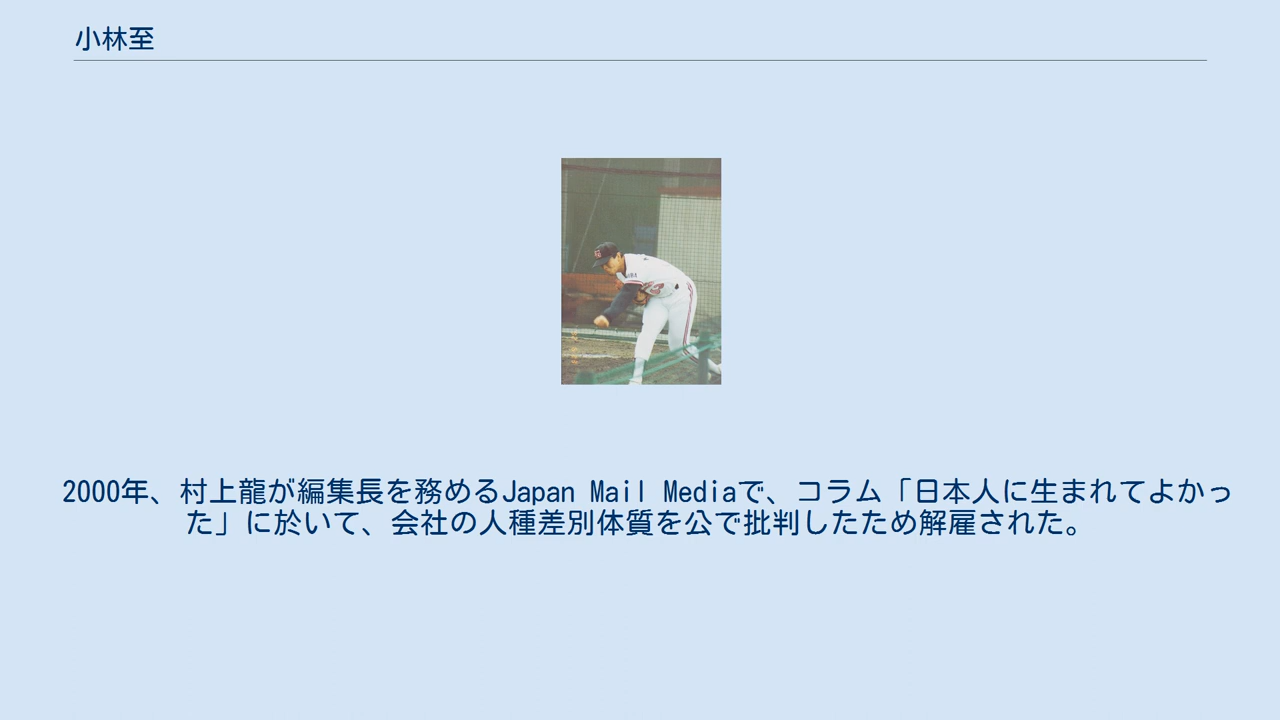 小林至
2000年、村上龍が編集長を務めるJapan Mail Mediaで、コラム「日本人に生まれてよかっ
た」に於いて、会社の人種差別体質を公で批判したため解雇された。